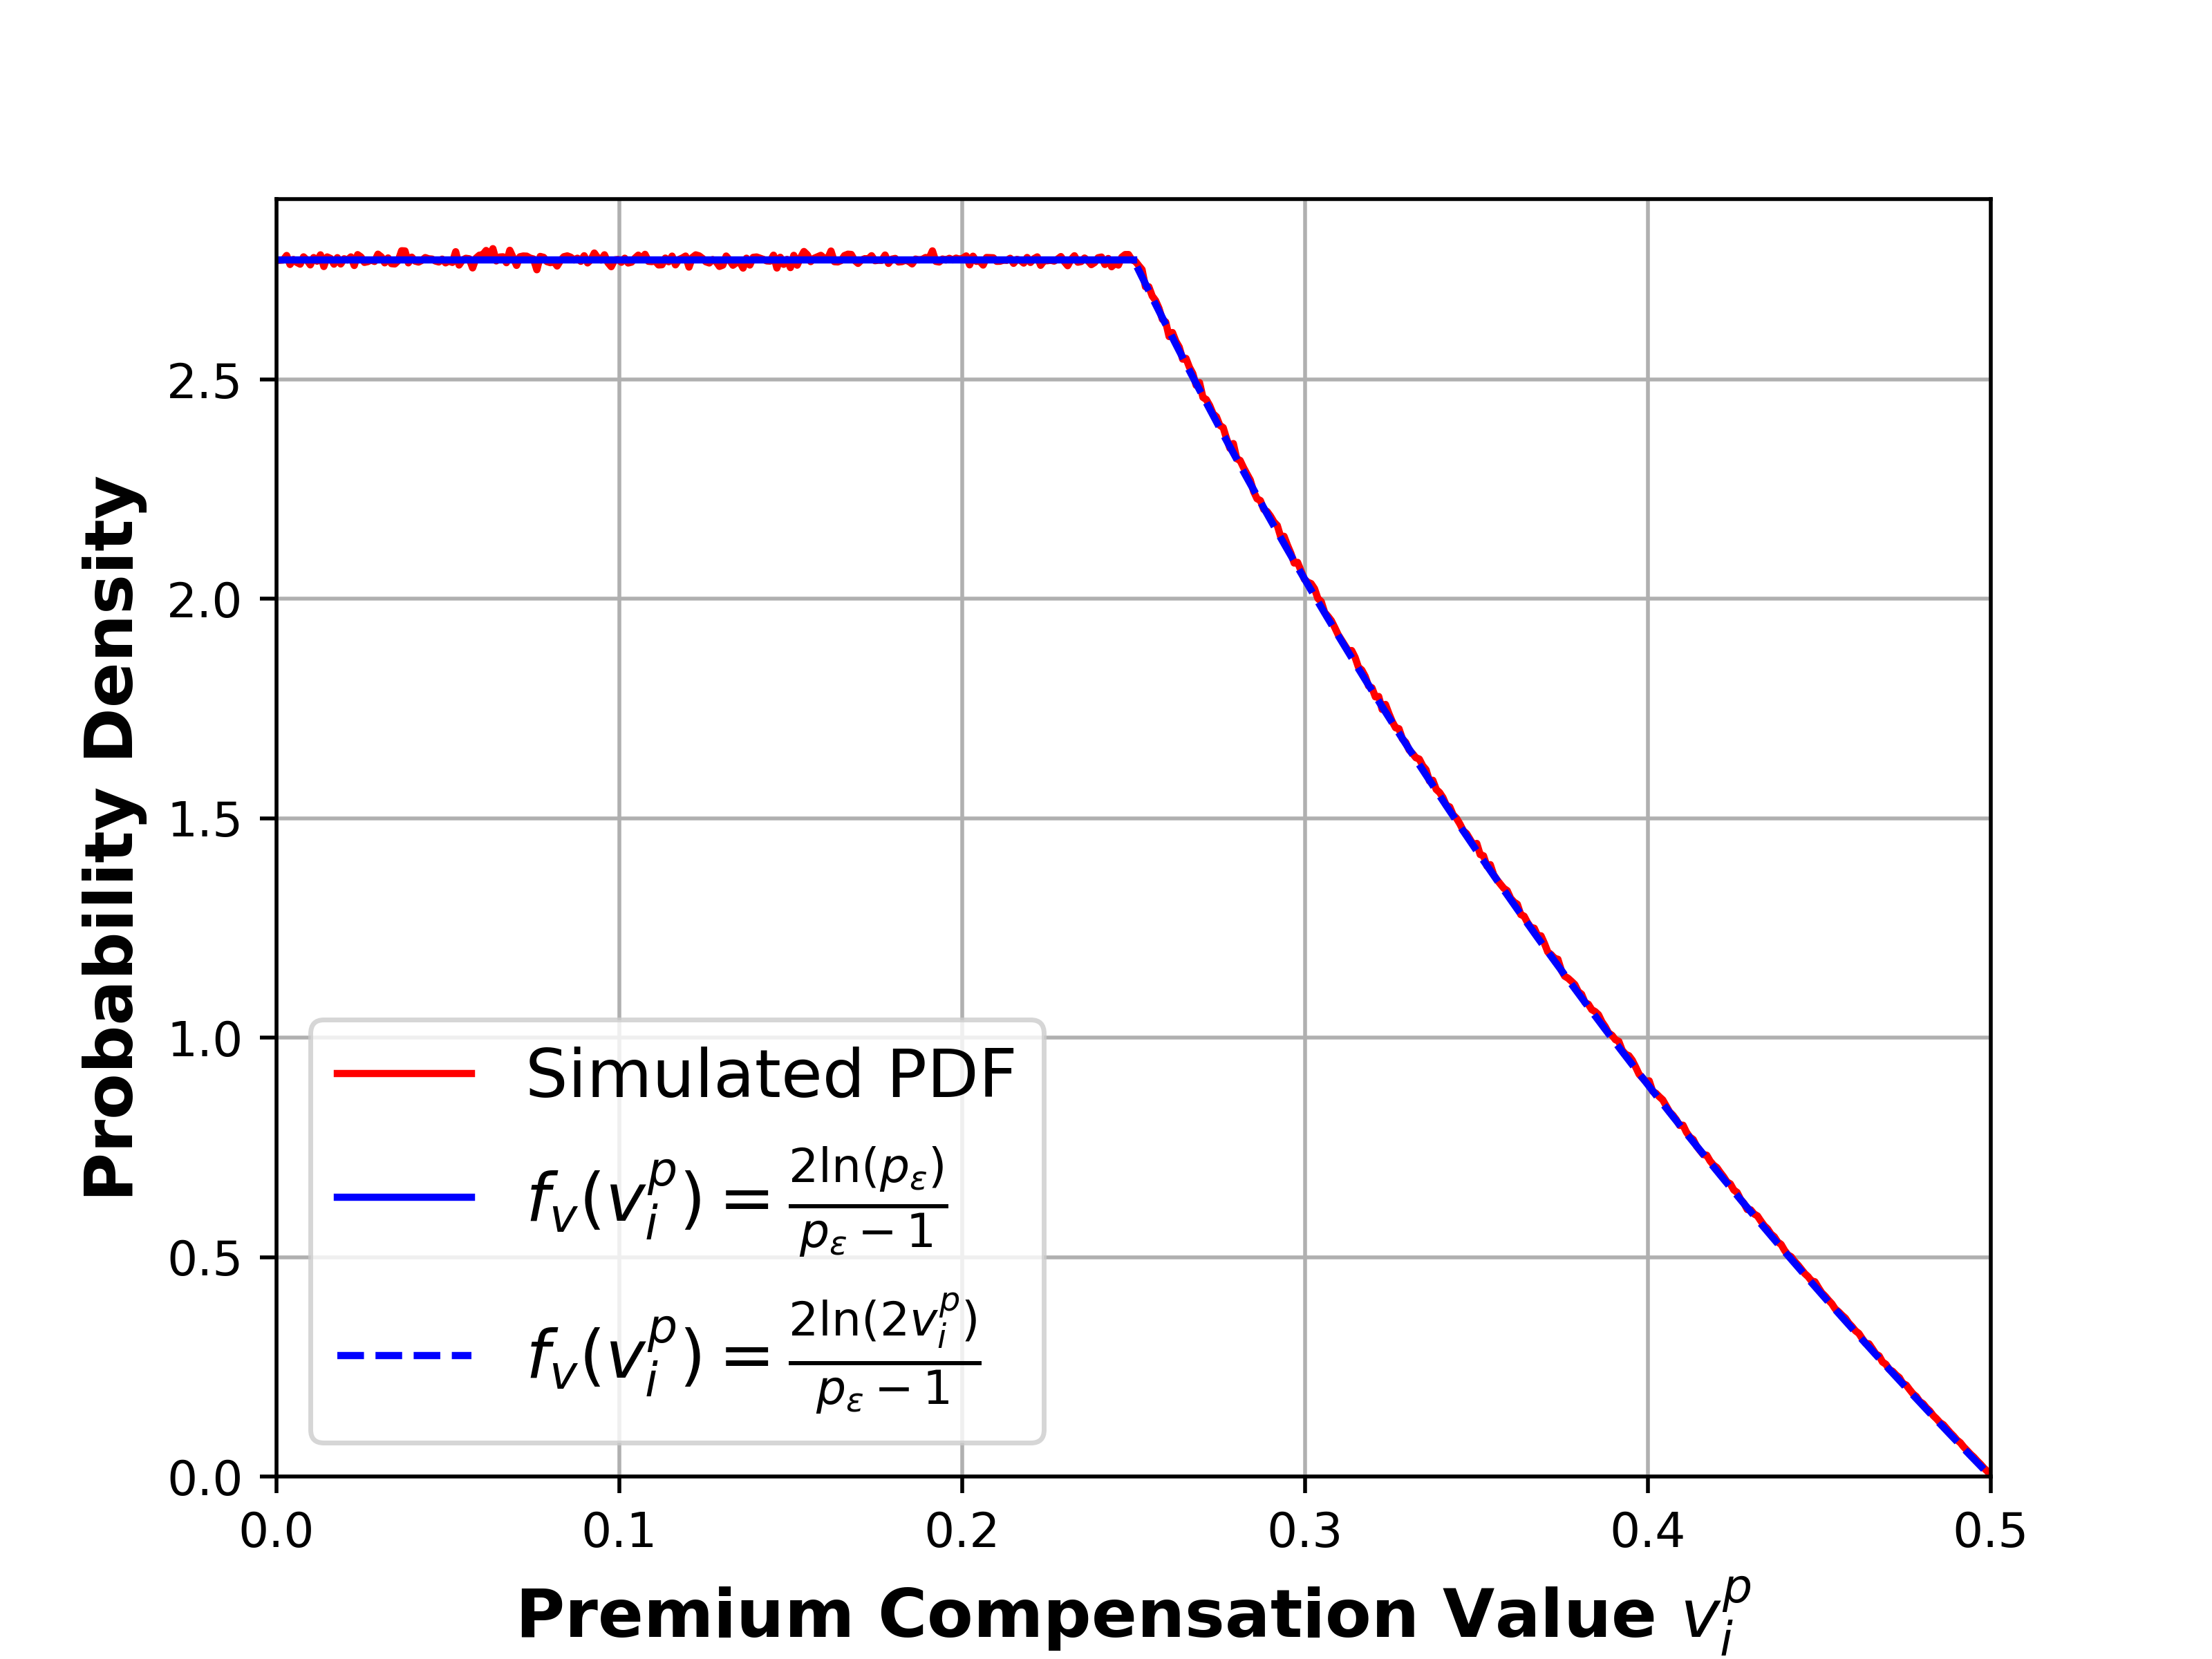 2.5
2.0
1.5
1.0
0.5
0.0
Probability Density
Simulated PDF
f_v(v_i^p) = \frac{2ln(p_ε)}{p_ε − 1}
f_v(v_i^p) = \frac{2ln(2v_i^p)}{p_ε − 1}
0.0 0.1 0.2 0.3 0.4 0.5
Premium Compensation Value v_i^p